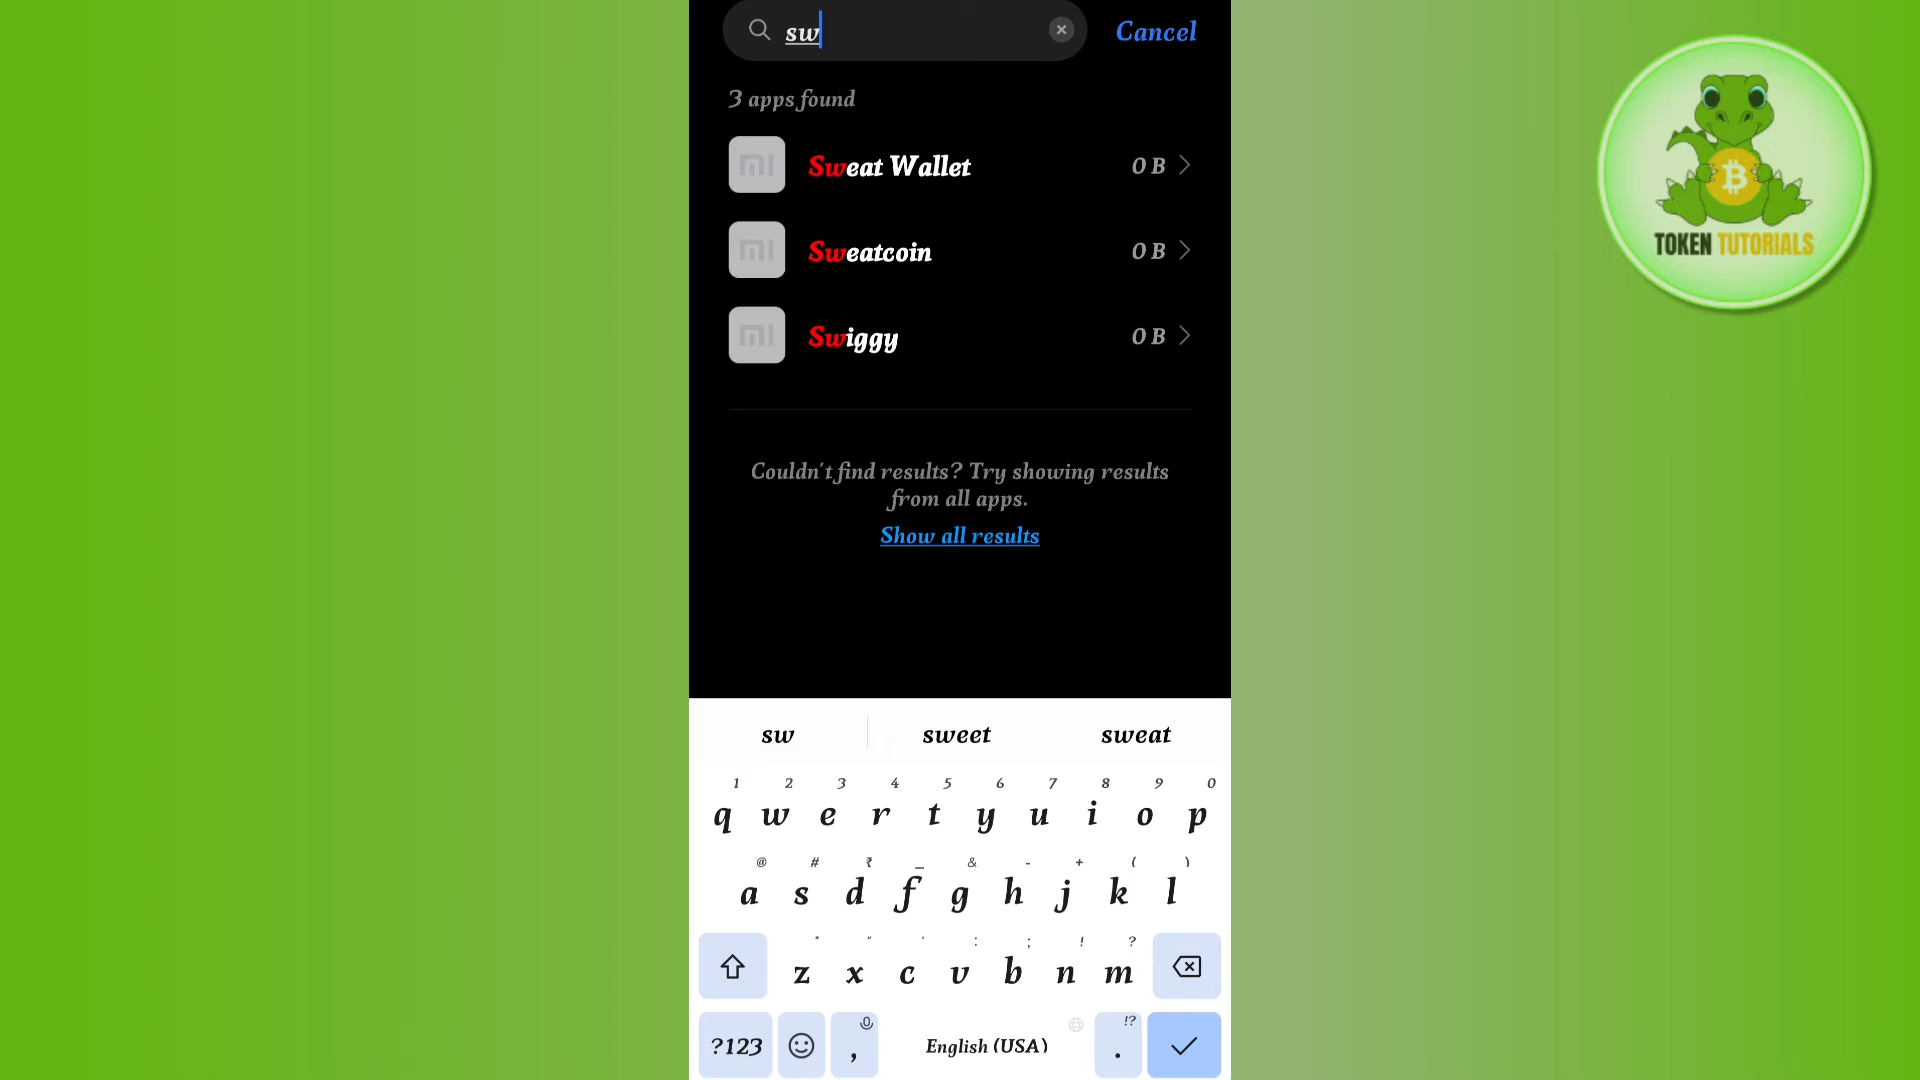 sw
Cancel
3 apps found
Sweat Wallet 0 B
Sweatcoin 0 B
Swiggy 0 B
Couldn't find results? Try showing results
from all apps.
Show all results
TOKEN TUTORIALS
sw sweet sweat
1 2 3 4 5 6 7 8 9 0
q w e r t y u i o p
@ # ₹ _ & - + ( )
a s d f g h j k l
* " ' : ; ! ?
z x c v b n m
!?
?123 , English (USA) .